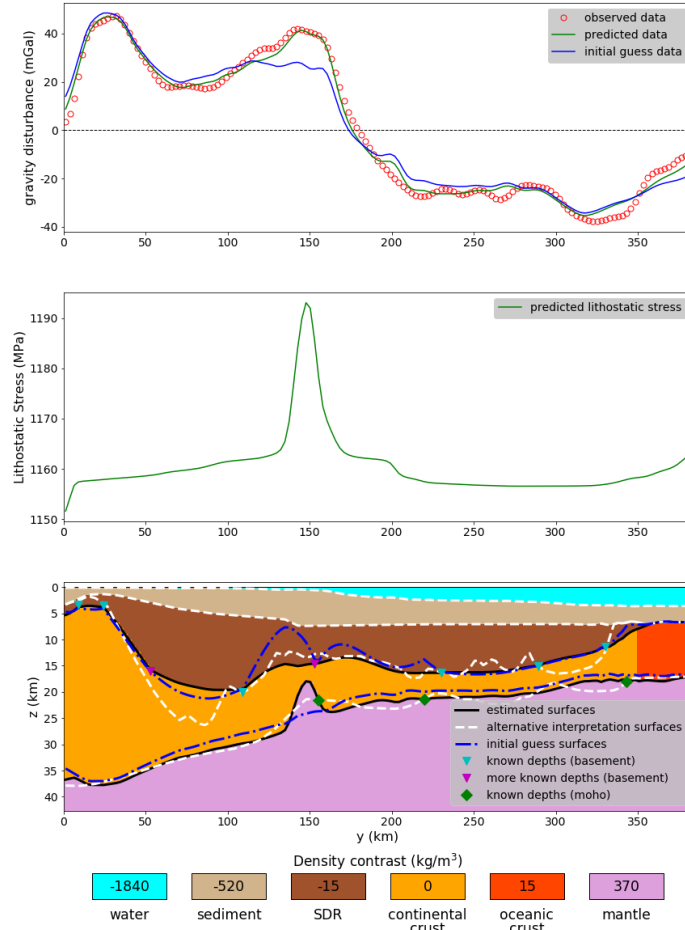 40
20
0
-20
-40
gravity disturbance (mGal)
observed data
predicted data
initial guess data
0 50 100 150 200 250 300 350
1190
1180
1170
1160
1150
Lithostatic Stress (MPa)
predicted lithostatic stress
0 50 100 150 200 250 300 350
0
5
10
15
20
25
30
35
40
z (km)
estimated surfaces
alternative interpretation surfaces
initial guess surfaces
known depths (basement)
more known depths (basement)
known depths (moho)
0 50 100 150 200 250 300 350
y (km)
Density contrast (kg/m³)
-1840 -520 -15 0 15 370
water sediment SDR continental oceanic mantle
crust crust